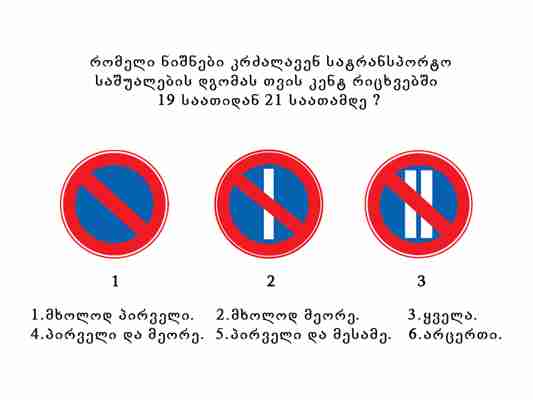 რომელი ნიშნები კრძალავენ სატრანსპორტო
საშუალების დგომას თვის კენტ რიცხვებში
19 საათიდან 21 საათამდე ?
1 2 3
1.მხოლოდ პირველი. 2.მხოლოდ მეორე. 3.ყველა.
4.პირველი და მეორე. 5.პირველი და მესამე. 6.არცერთი.